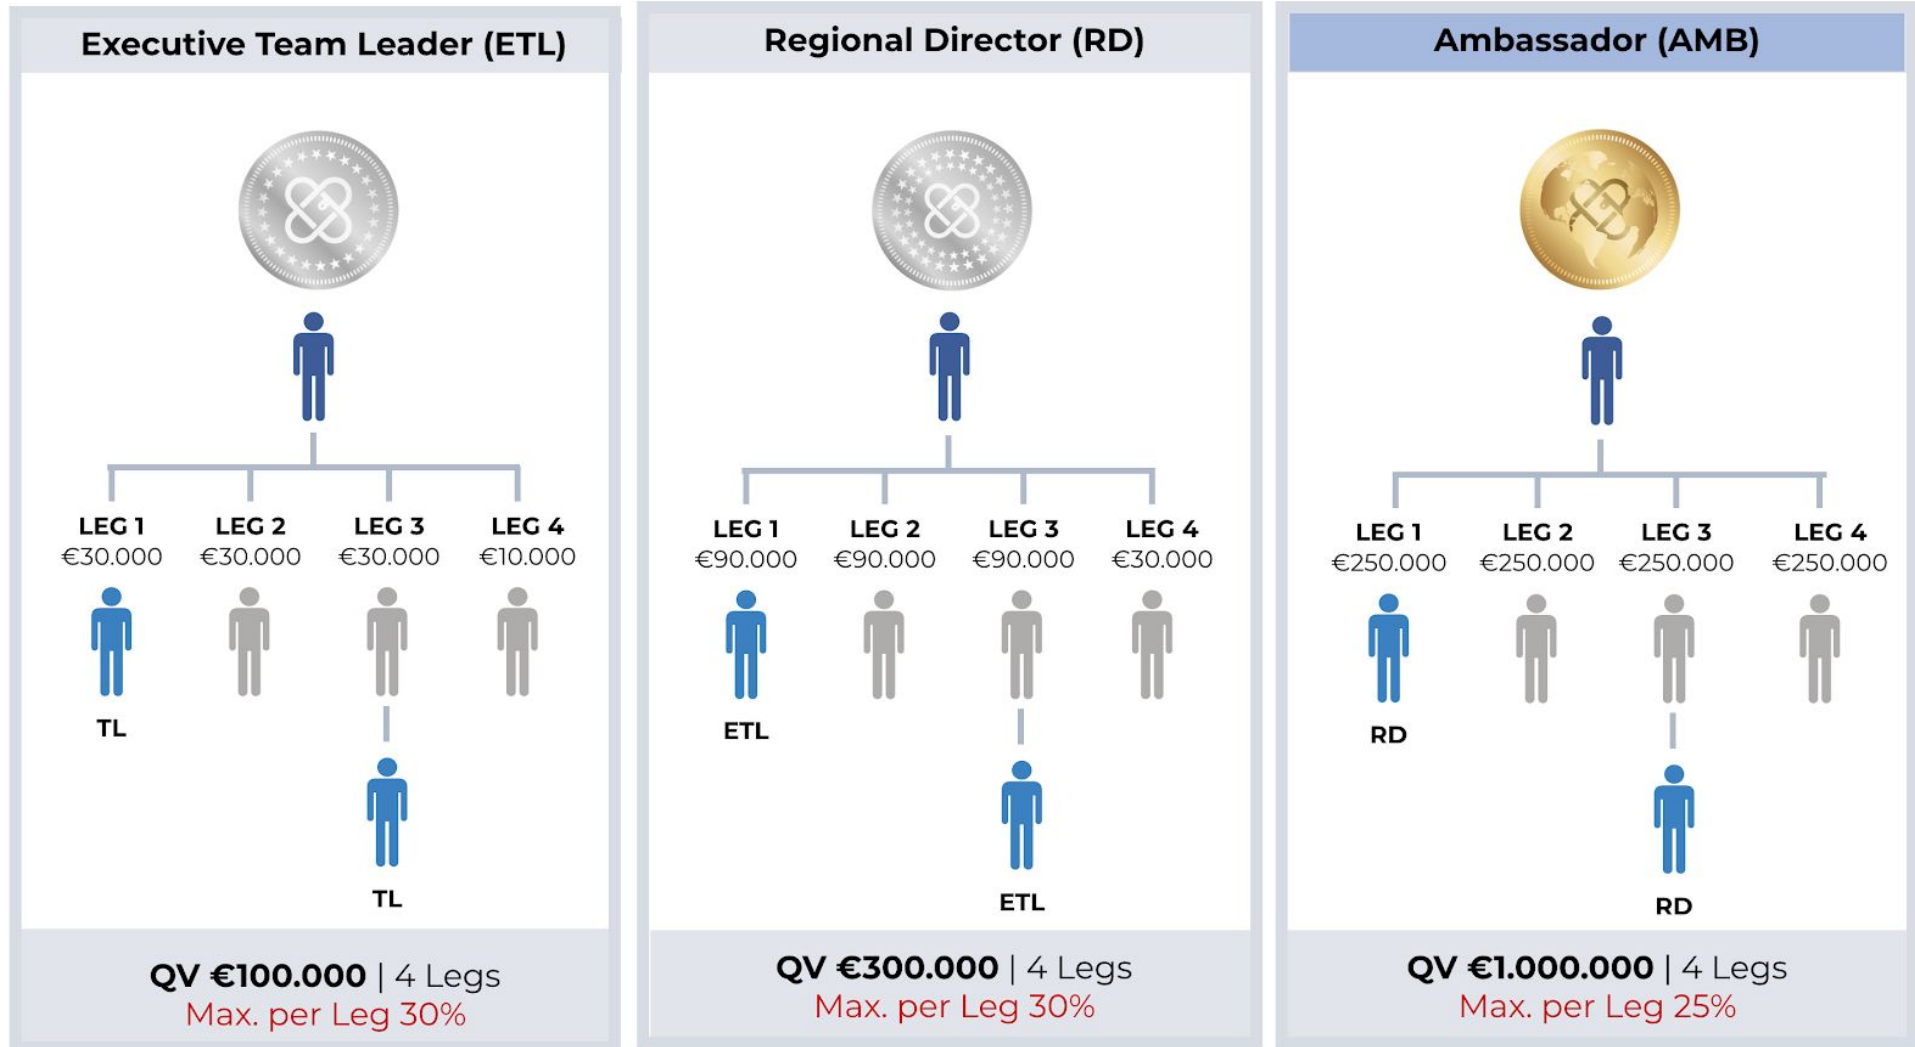 Executive Team Leader (ETL)
LEG 1 LEG 2 LEG 3 LEG 4
€30.000 €30.000 €30.000 €10.000
TL
TL
QV €100.000 | 4 Legs
Max. per Leg 30%
Regional Director (RD)
LEG 1 LEG 2 LEG 3 LEG 4
€90.000 €90.000 €90.000 €30.000
ETL
ETL
QV €300.000 | 4 Legs
Max. per Leg 30%
Ambassador (AMB)
LEG 1 LEG 2 LEG 3 LEG 4
€250.000 €250.000 €250.000 €250.000
RD
RD
QV €1.000.000 | 4 Legs
Max. per Leg 25%